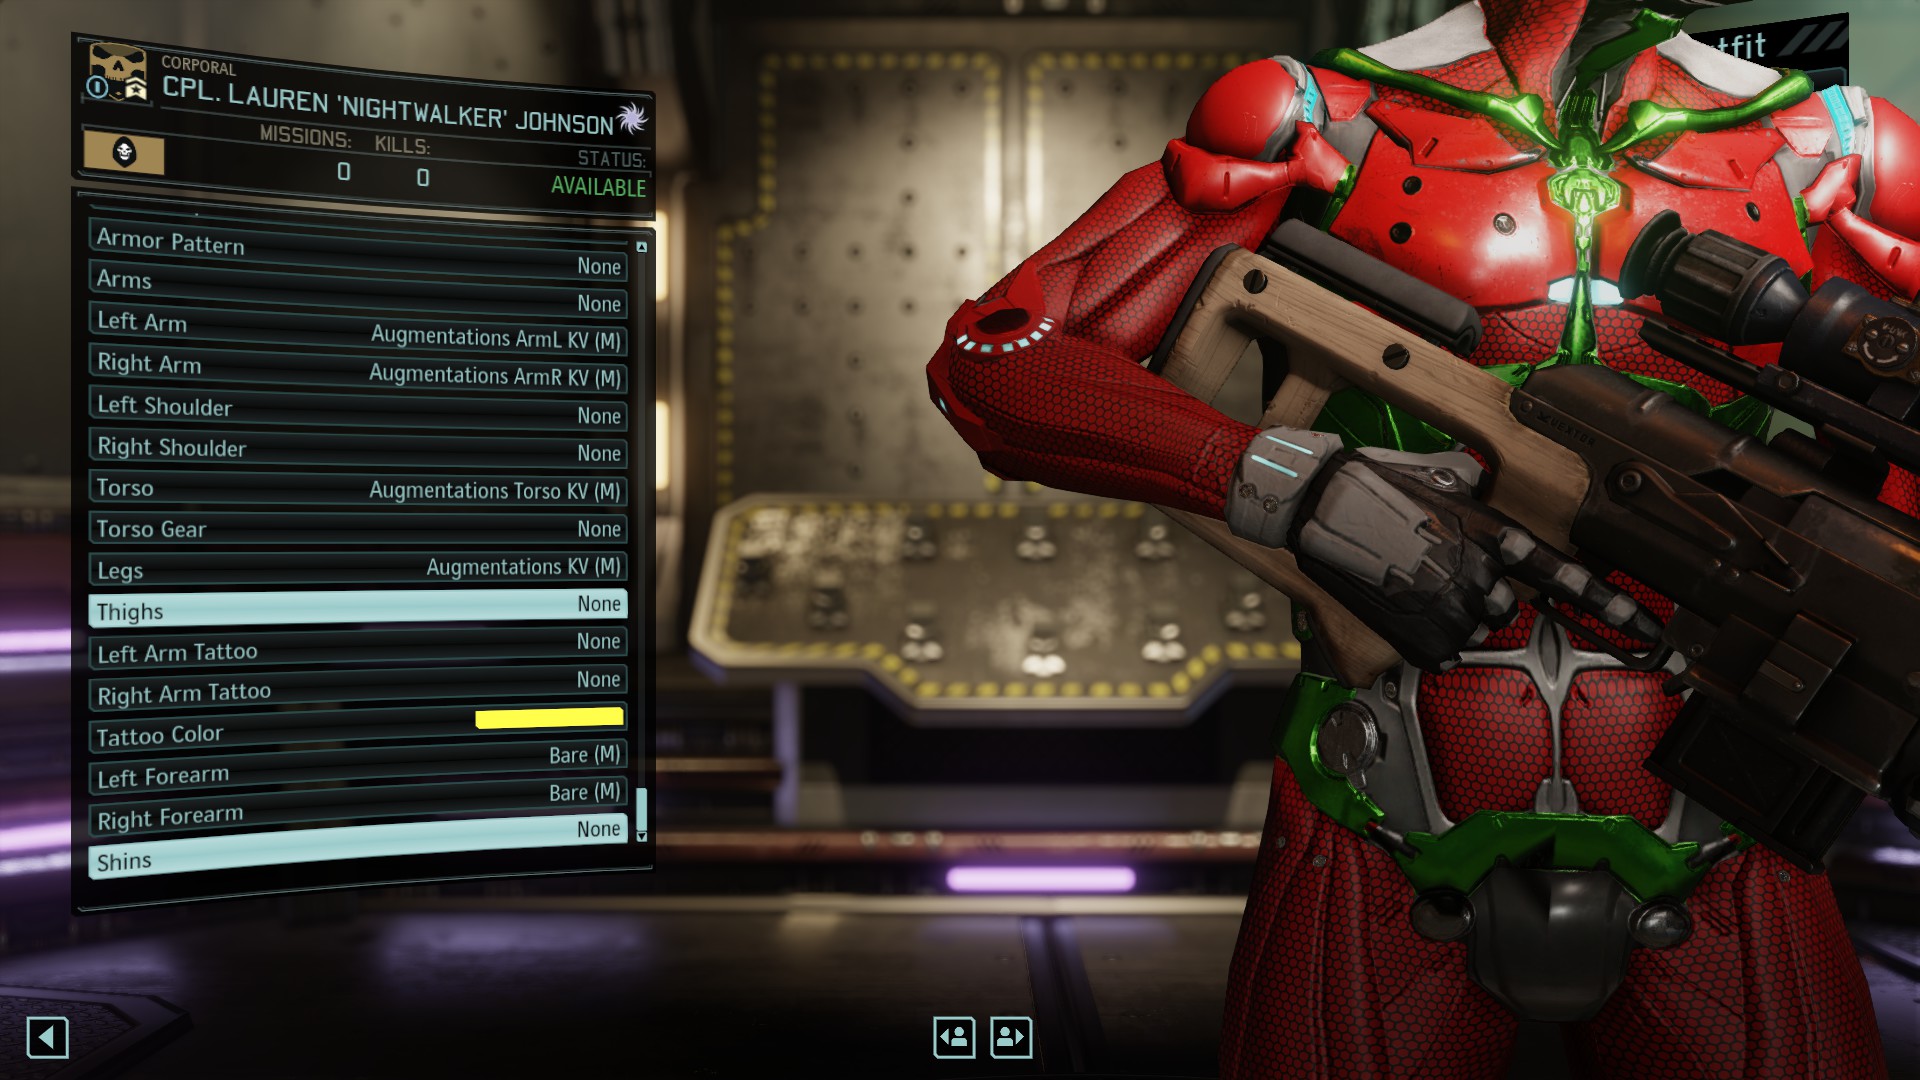 CORPORAL
CPL. LAUREN 'NIGHTWALKER' JOHNSON
MISSIONS: KILLS: STATUS:
0 0 AVAILABLE
Armor Pattern None
Arms None
Left Arm Augmentations ArmL KV (M)
Right Arm Augmentations ArmR KV (M)
Left Shoulder None
Right Shoulder None
Torso Augmentations Torso KV (M)
Torso Gear None
Legs Augmentations KV (M)
Thighs None
Left Arm Tattoo None
Right Arm Tattoo None
Tattoo Color
Left Forearm Bare (M)
Right Forearm Bare (M)
Shins None